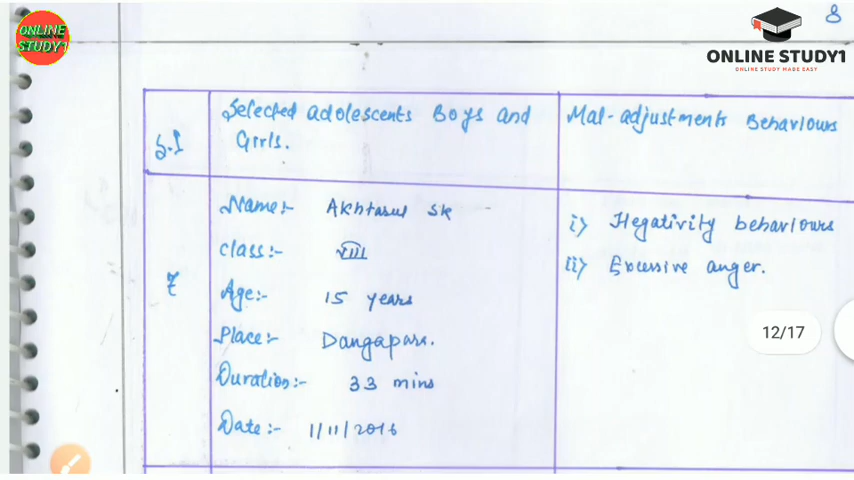 8
ONLINE
STUDY1
ONLINE STUDY1
ONLINE STUDY MADE EASY
S.I
Selected adolescents Boys and
Girls.
Mal-adjustments Behaviours
7
Name:- Akhtarul Sk
Class:- VIII
Age:- 15 years
Place:- Dangapara.
Duration:- 33 mins
Date:- 1/11/2016
i) Negativity behaviours
ii) Excessive anger.
12/17